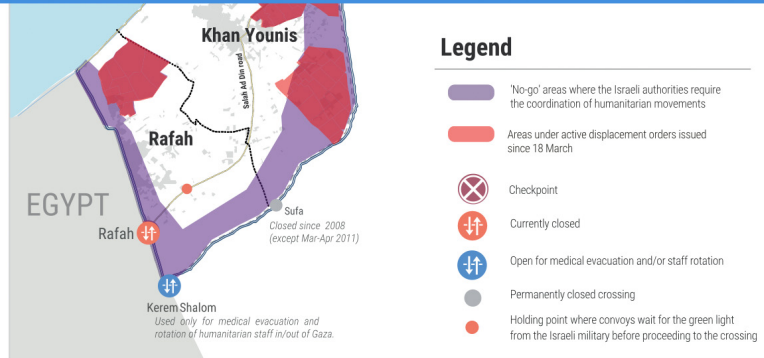 Khan Younis
Salah Ad Din road
Rafah
EGYPT
Rafah
Sufa
Closed since 2008
(except Mar-Apr 2011)
Kerem Shalom
Used only for medical evacuation and
rotation of humanitarian staff in/out of Gaza.
Legend
'No-go' areas where the Israeli authorities require
the coordination of humanitarian movements
Areas under active displacement orders issued
since 18 March
Checkpoint
Currently closed
Open for medical evacuation and/or staff rotation
Permanently closed crossing
Holding point where convoys wait for the green light
from the Israeli military before proceeding to the crossing